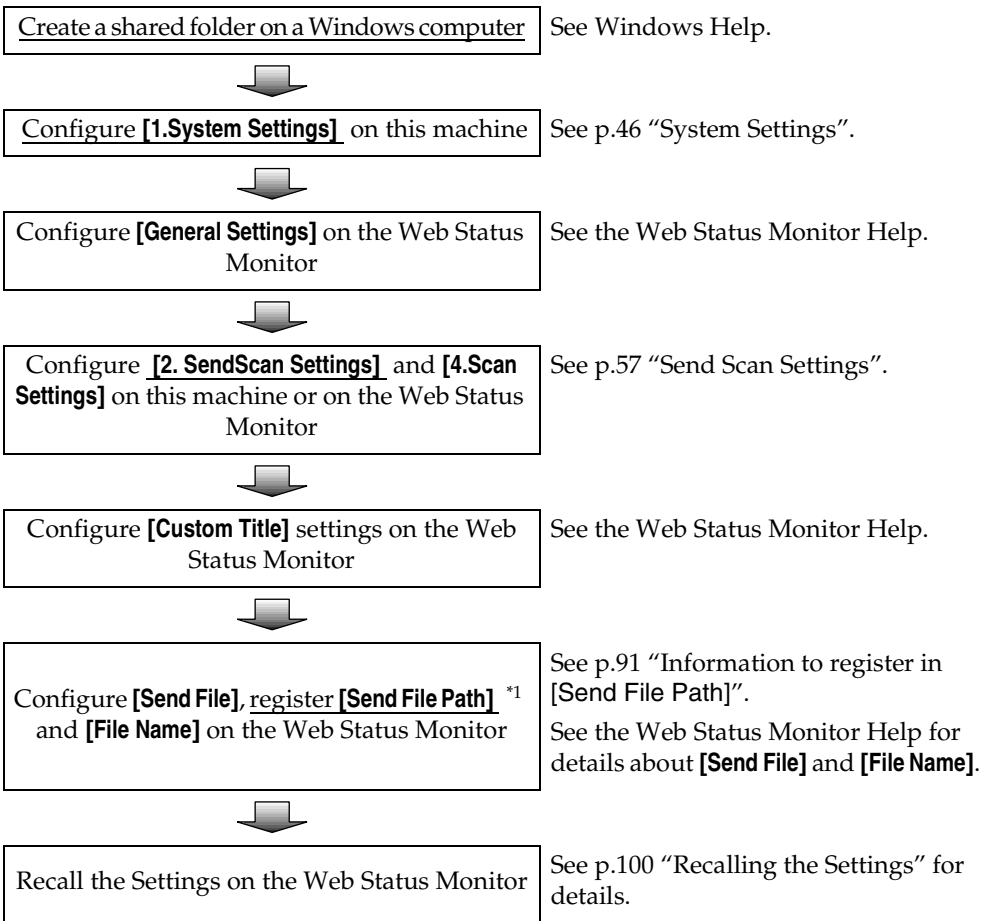 Create a shared folder on a Windows computer
See Windows Help.
Configure [1.System Settings] on this machine
See p.46 “System Settings”.
Configure [General Settings] on the Web Status
Monitor
See the Web Status Monitor Help.
Configure [2. SendScan Settings] and [4.Scan
Settings] on this machine or on the Web Status
Monitor
See p.57 “Send Scan Settings”.
Configure [Custom Title] settings on the Web
Status Monitor
See the Web Status Monitor Help.
Configure [Send File], register [Send File Path] *1
and [File Name] on the Web Status Monitor
See p.91 “Information to register in
[Send File Path]”.
See the Web Status Monitor Help for
details about [Send File] and [File Name].
Recall the Settings on the Web Status Monitor
See p.100 “Recalling the Settings” for
details.